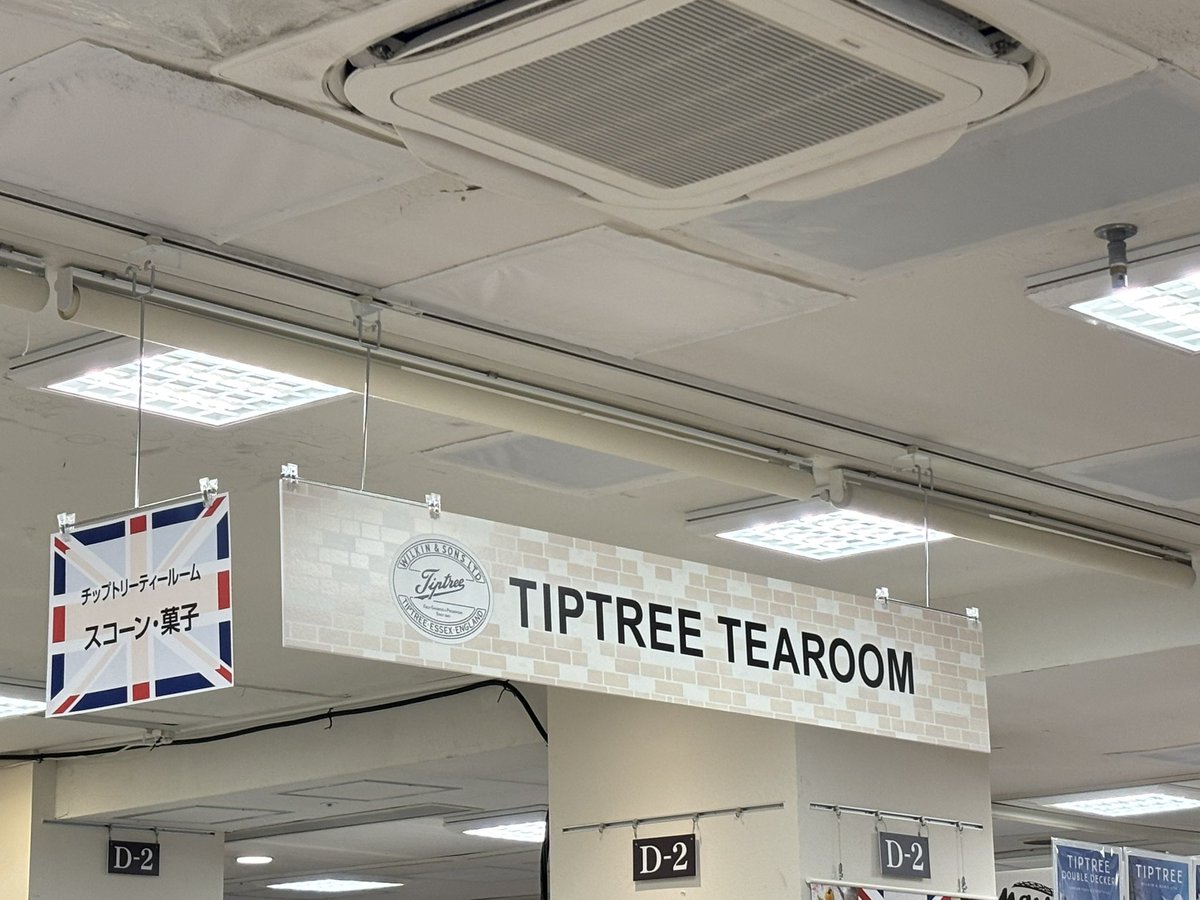 チップトリーティールーム
スコーン・菓子
WILKIN & SONS LTD
Tiptree
TIPTREE ESSEX ENGLAND
TIPTREE TEAROOM
D-2
D-2
D-2
TIPTREE
DOUBLE DECKER
TIPTREE